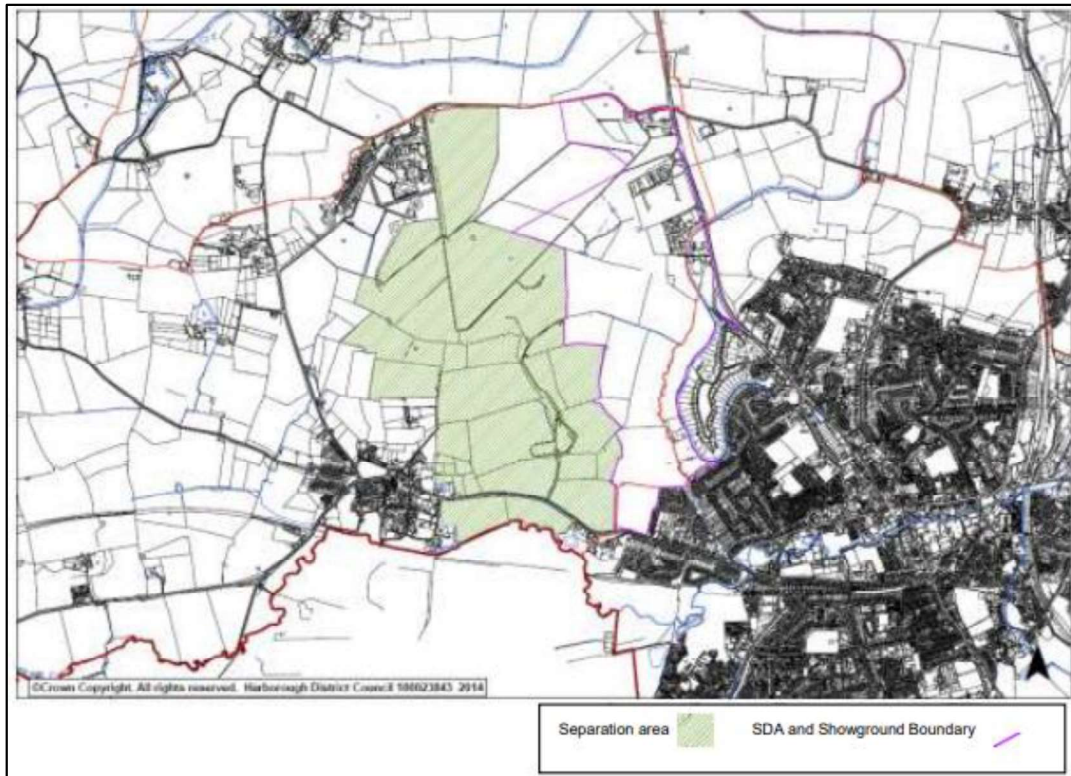 ©Crown Copyright. All rights reserved. Harborough District Council 100023843 2014
Separation area
SDA and Showground Boundary